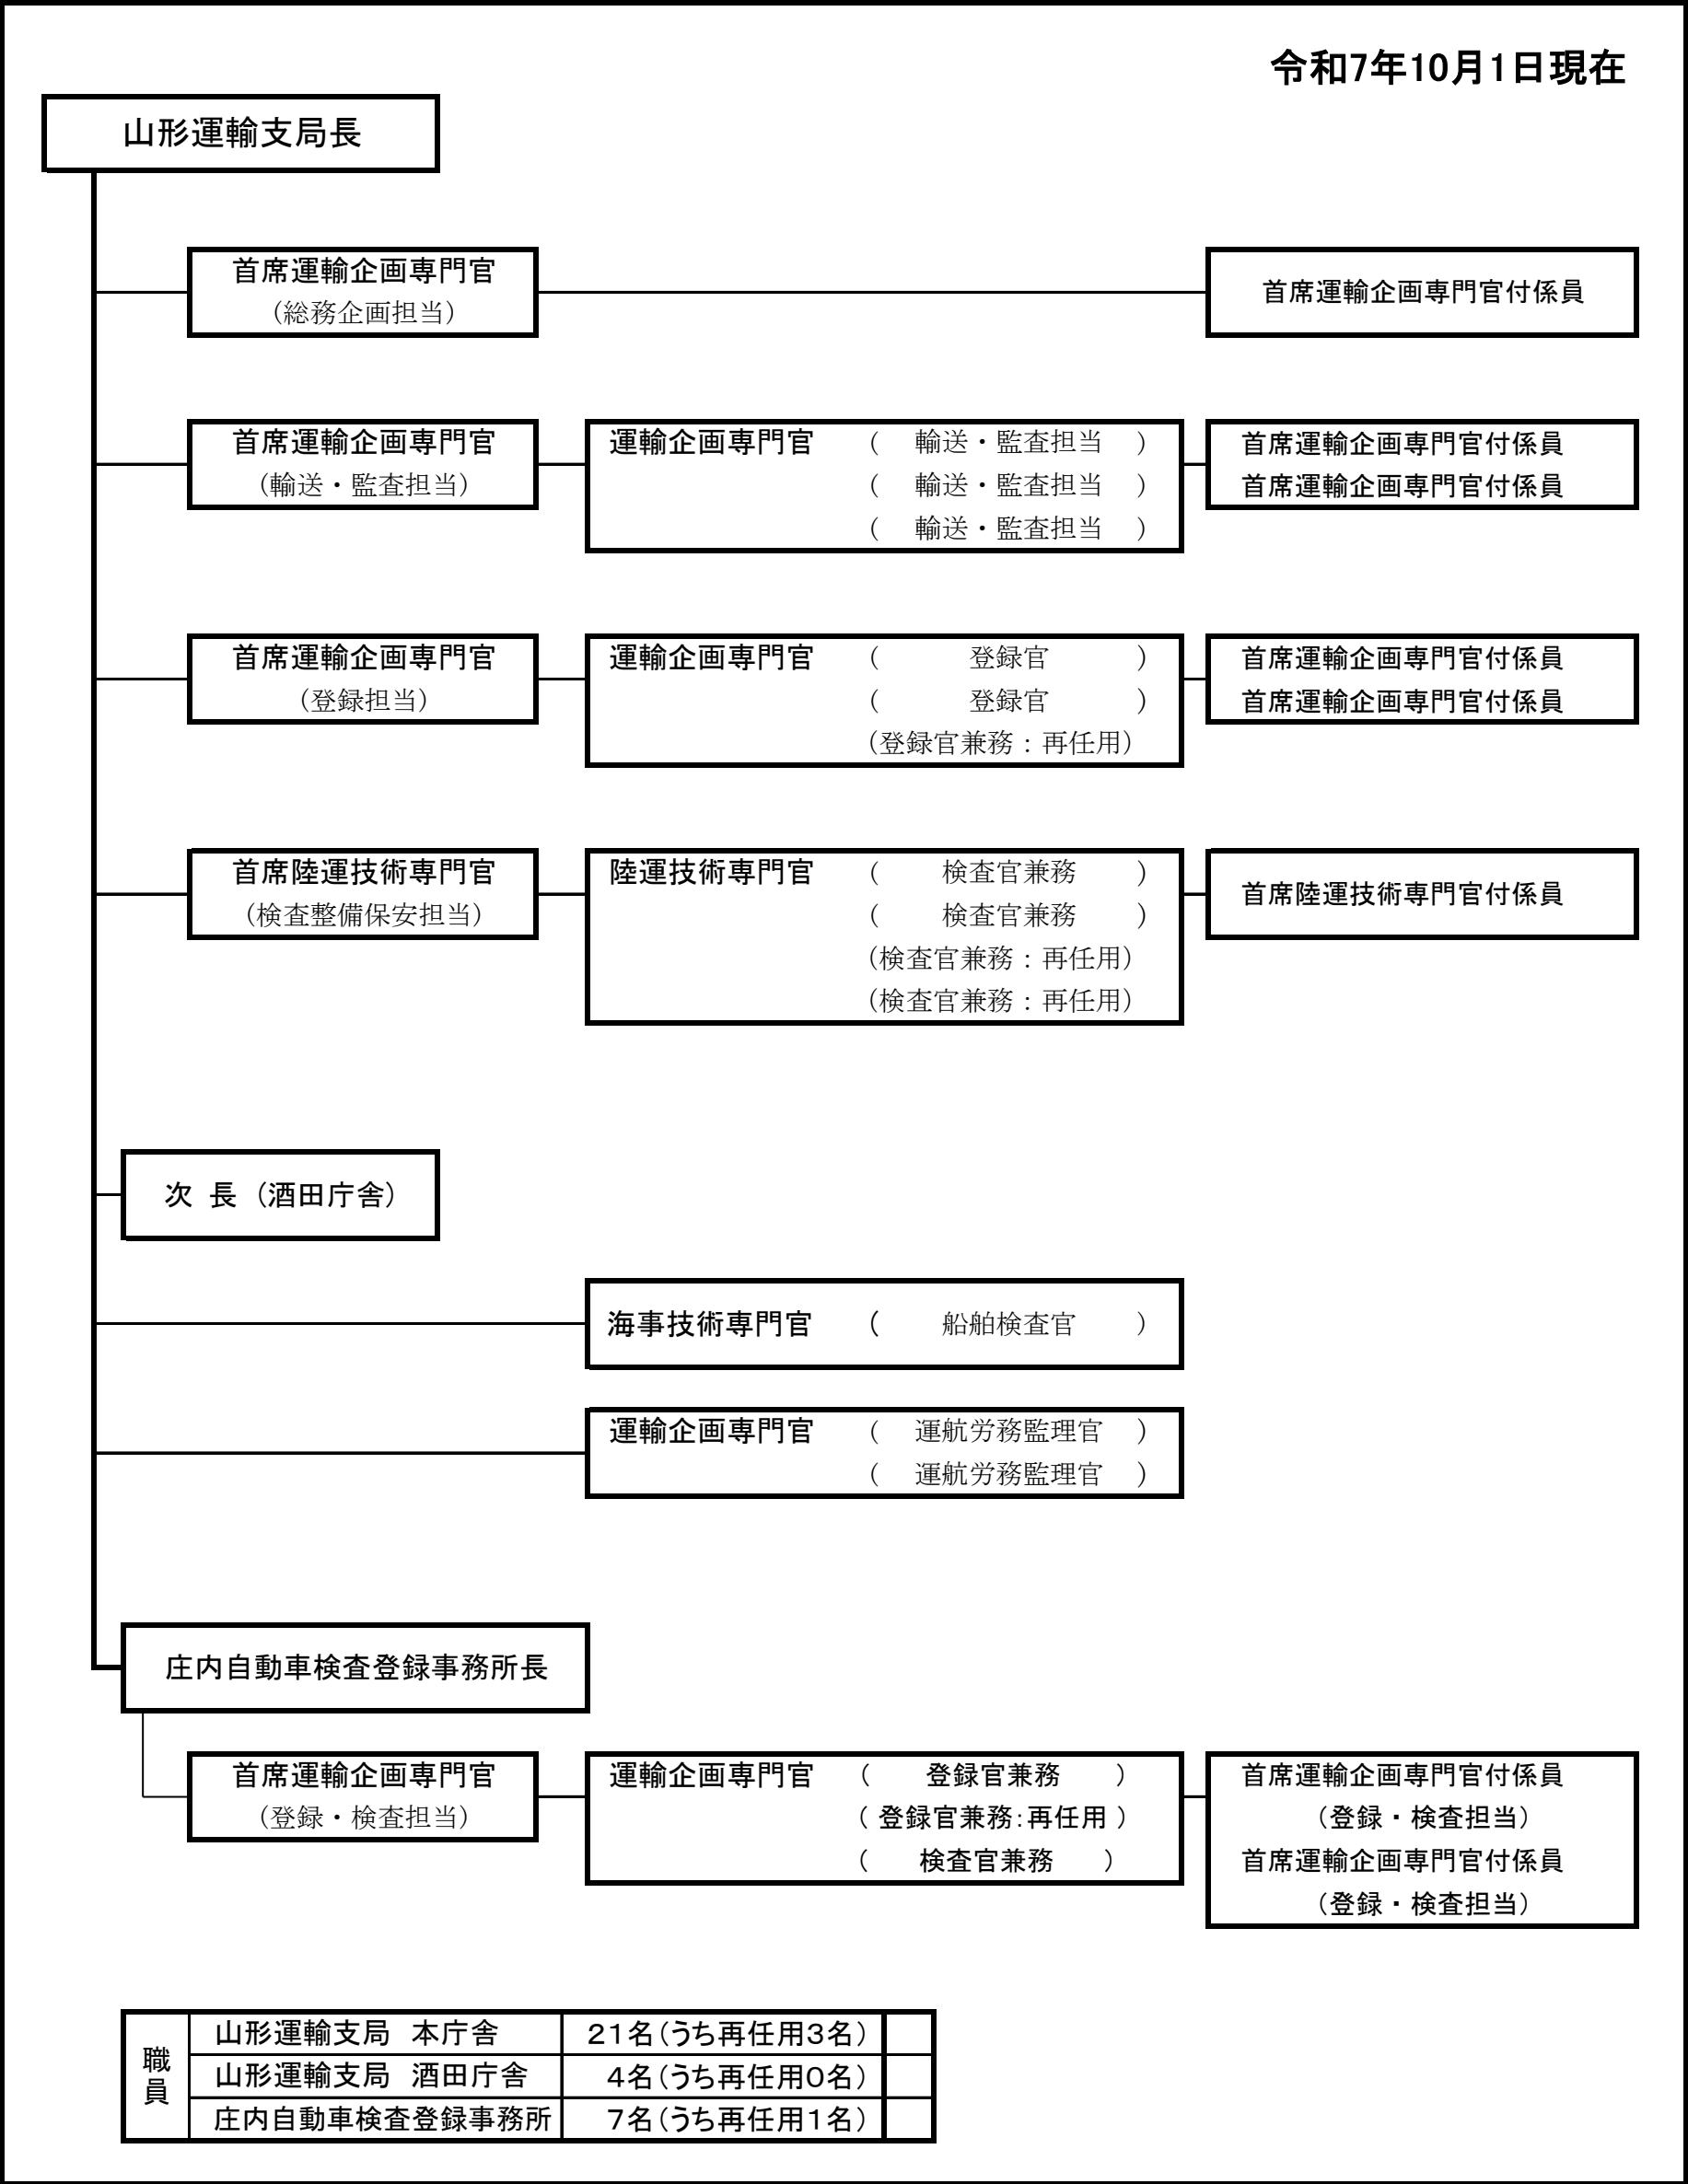 令和7年10月1日現在
山形運輸支局長
首席運輸企画専門官
（総務企画担当）
首席運輸企画専門官付係員
首席運輸企画専門官
（輸送・監査担当）
運輸企画専門官 （ 輸送・監査担当 ）
（ 輸送・監査担当 ）
（ 輸送・監査担当 ）
首席運輸企画専門官付係員
首席運輸企画専門官付係員
首席運輸企画専門官
（登録担当）
運輸企画専門官 （ 登録官 ）
（ 登録官 ）
（登録官兼務：再任用）
首席運輸企画専門官付係員
首席運輸企画専門官付係員
首席陸運技術専門官
（検査整備保安担当）
陸運技術専門官 （ 検査官兼務 ）
（ 検査官兼務 ）
（検査官兼務：再任用）
（検査官兼務：再任用）
首席陸運技術専門官付係員
次 長（酒田庁舎）
海事技術専門官 （ 船舶検査官 ）
運輸企画専門官 （ 運航労務監理官 ）
（ 運航労務監理官 ）
庄内自動車検査登録事務所長
首席運輸企画専門官
（登録・検査担当）
運輸企画専門官 （ 登録官兼務 ）
（ 登録官兼務：再任用 ）
（ 検査官兼務 ）
首席運輸企画専門官付係員
（登録・検査担当）
首席運輸企画専門官付係員
（登録・検査担当）
職員
山形運輸支局 本庁舎 21名（うち再任用3名）
山形運輸支局 酒田庁舎 4名（うち再任用0名）
庄内自動車検査登録事務所 7名（うち再任用1名）